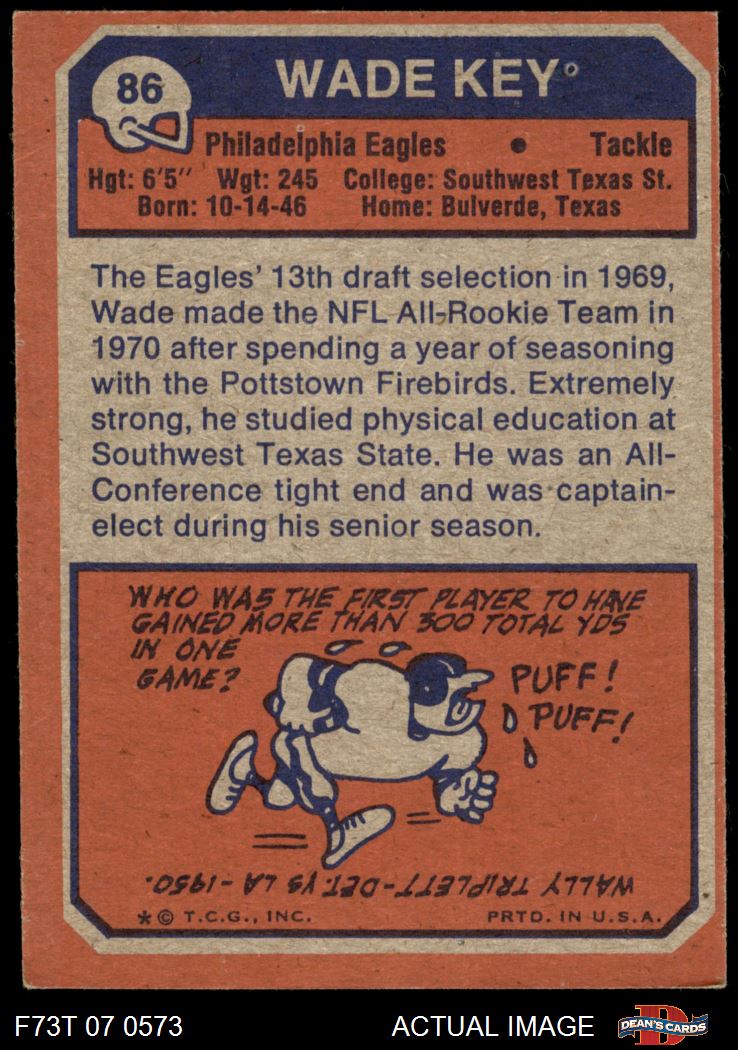 86
WADE KEY
Philadelphia Eagles • Tackle
Hgt: 6'5" Wgt: 245 College: Southwest Texas St.
Born: 10-14-46 Home: Bulverde, Texas
The Eagles' 13th draft selection in 1969,
Wade made the NFL All-Rookie Team in
1970 after spending a year of seasoning
with the Pottstown Firebirds. Extremely
strong, he studied physical education at
Southwest Texas State. He was an All-
Conference tight end and was captain-
elect during his senior season.
WHO WAS THE FIRST PLAYER TO HAVE
GAINED MORE THAN 300 TOTAL YDS
IN ONE
GAME?
PUFF!
PUFF!
WALLY TRIPLETT-DET. VS LA-1950.
*© T.C.G., INC. PRTD. IN U.S.A.
F73T 07 0573 ACTUAL IMAGE
D
DEAN'S CARDS